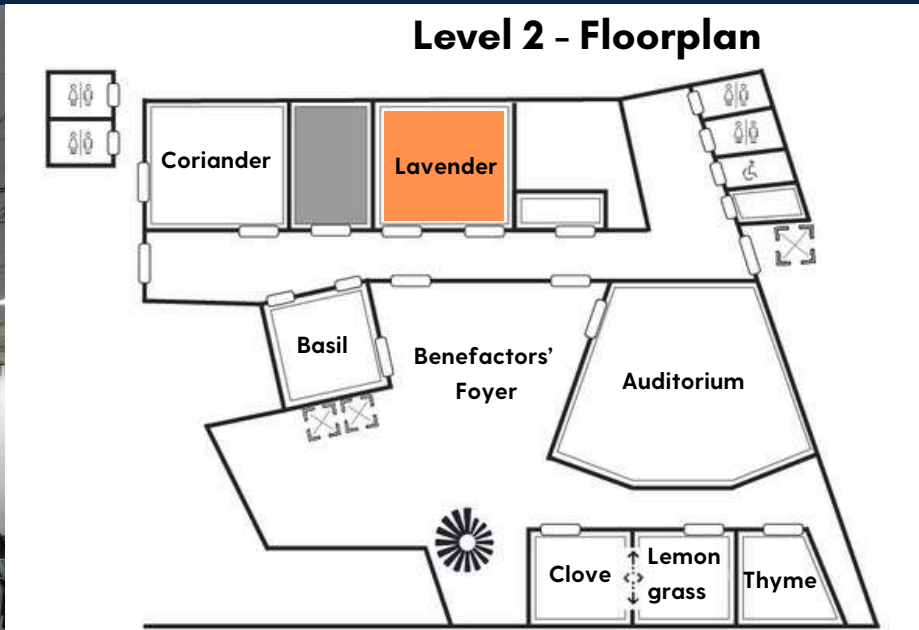 Level 2 - Floorplan
Coriander
Lavender
Basil
Benefactors’
Foyer
Auditorium
Clove
Lemon
grass
Thyme